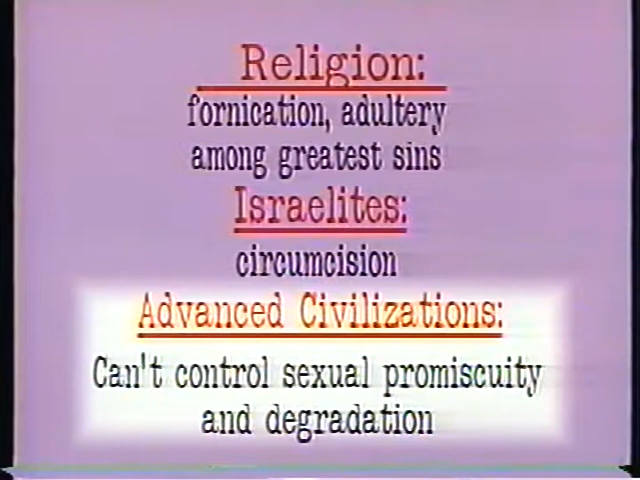 Religion:
fornication, adultery
among greatest sins
Israelites:
circumcision
Advanced Civilizations:
Can't control sexual promiscuity
and degradation